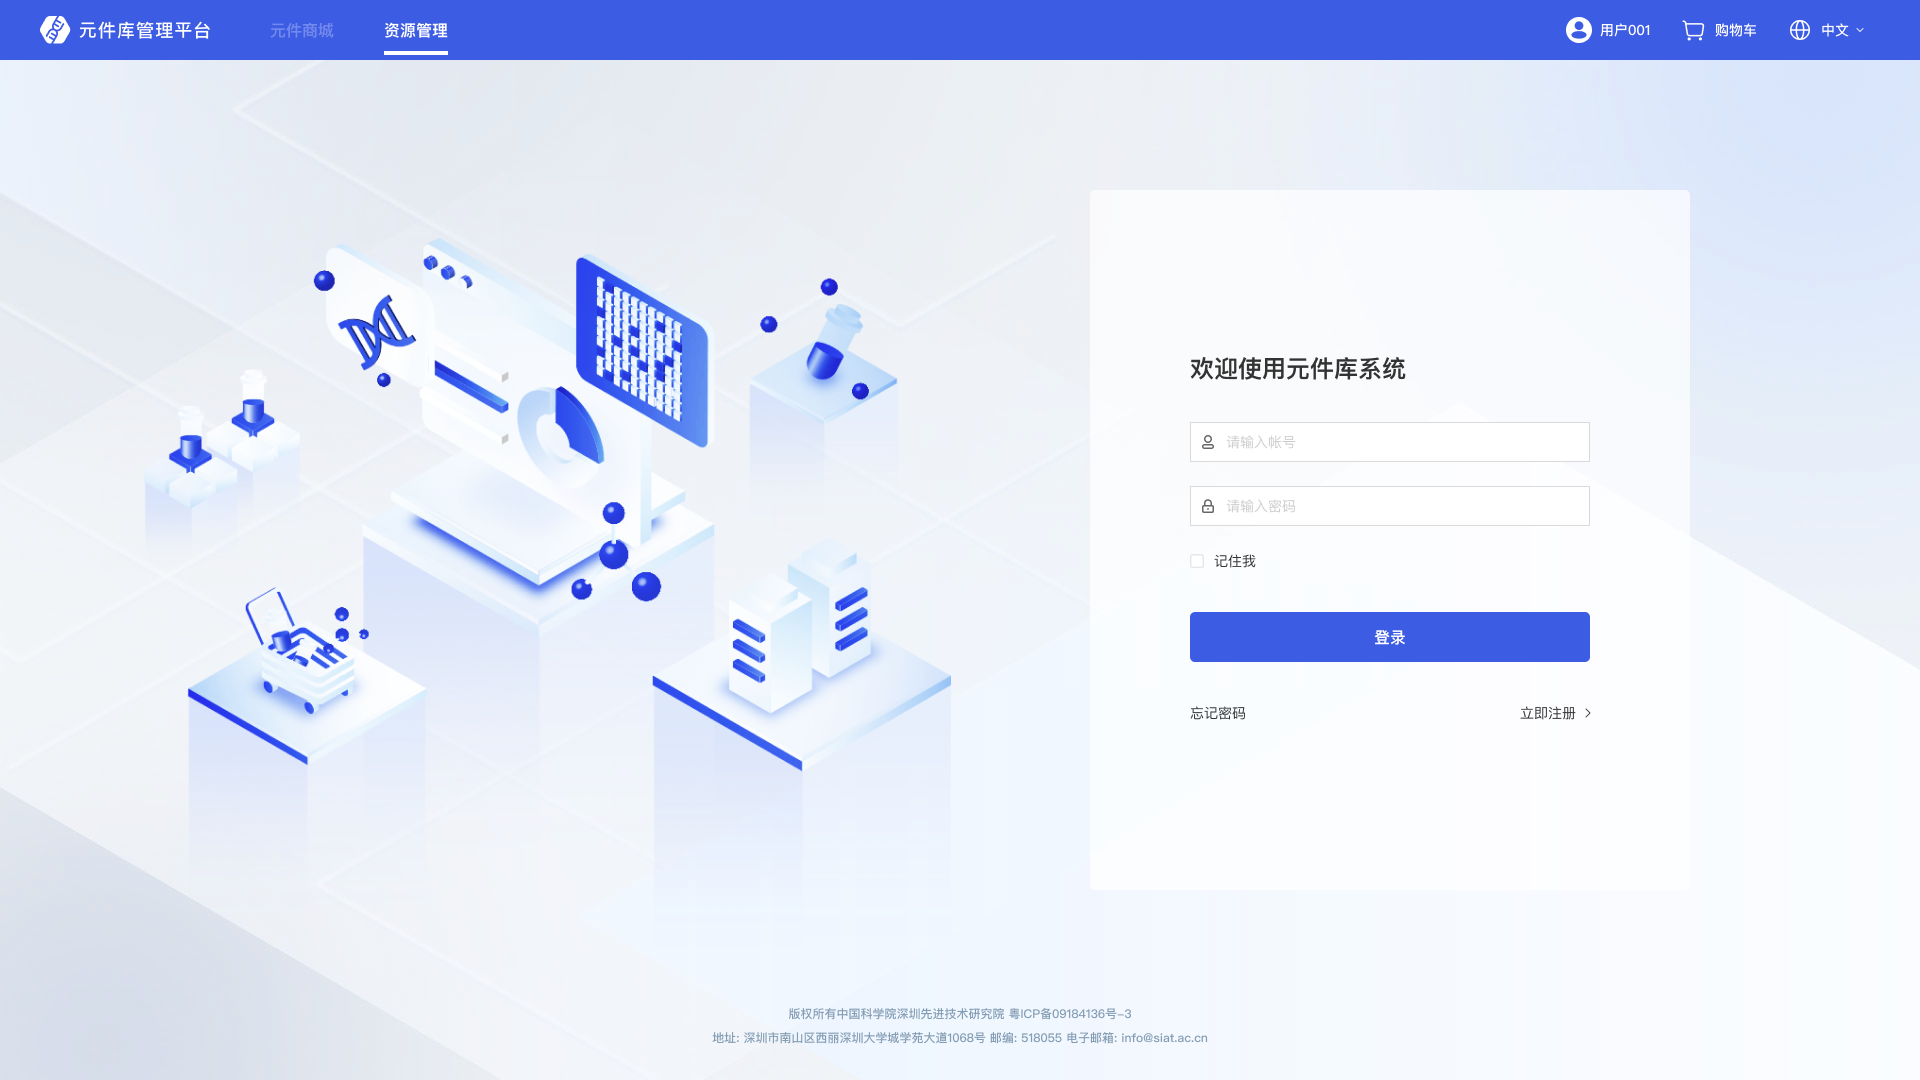 元件库管理平台
元件商城
资源管理
用户001
购物车
中文
欢迎使用元件库系统
请输入帐号
请输入密码
记住我
登录
忘记密码
立即注册
版权所有中国科学院深圳先进技术研究院 粤ICP备09184136号-3
地址: 深圳市南山区西丽深圳大学城学苑大道1068号 邮编: 518055 电子邮箱: info@siat.ac.cn